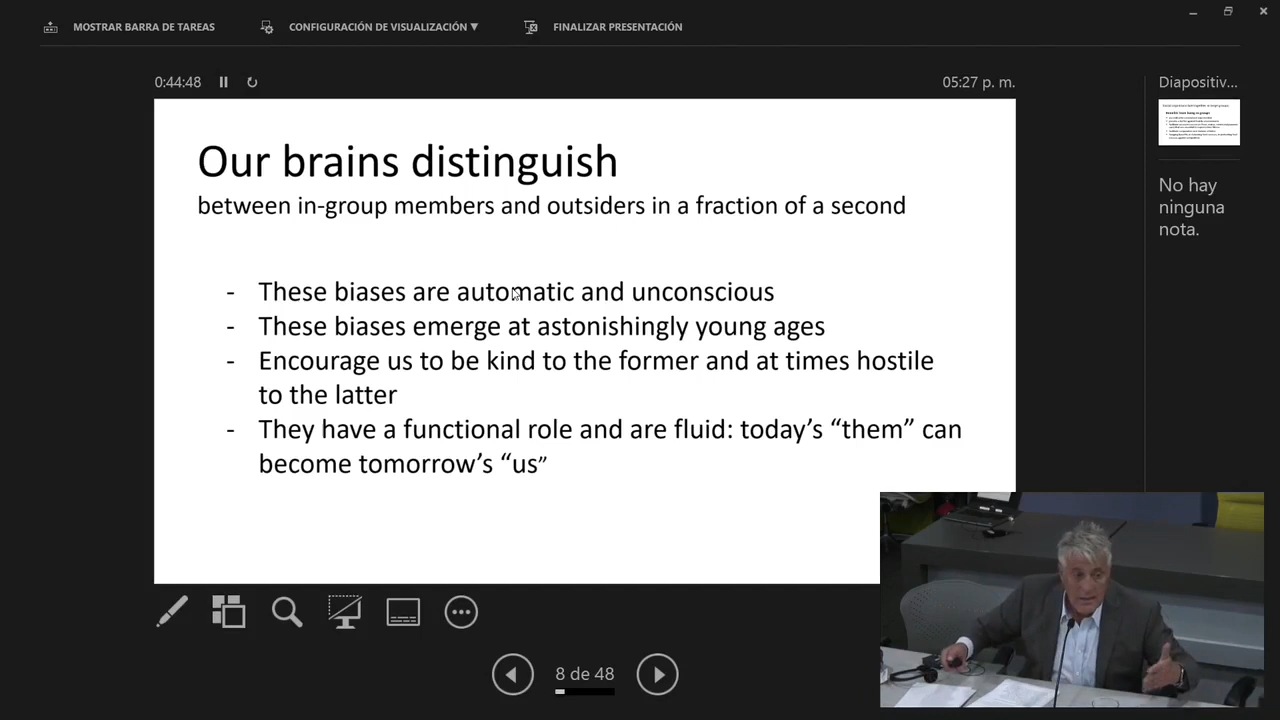 MOSTRAR BARRA DE TAREAS
CONFIGURACIÓN DE VISUALIZACIÓN ▼
FINALIZAR PRESENTACIÓN
0:44:48
05:27 p. m.
Diapositiv...
Our brains distinguish
between in-group members and outsiders in a fraction of a second
- These biases are automatic and unconscious
- These biases emerge at astonishingly young ages
- Encourage us to be kind to the former and at times hostile
to the latter
- They have a functional role and are fluid: today’s “them” can
become tomorrow’s “us”
No hay
ninguna
nota.
8 de 48